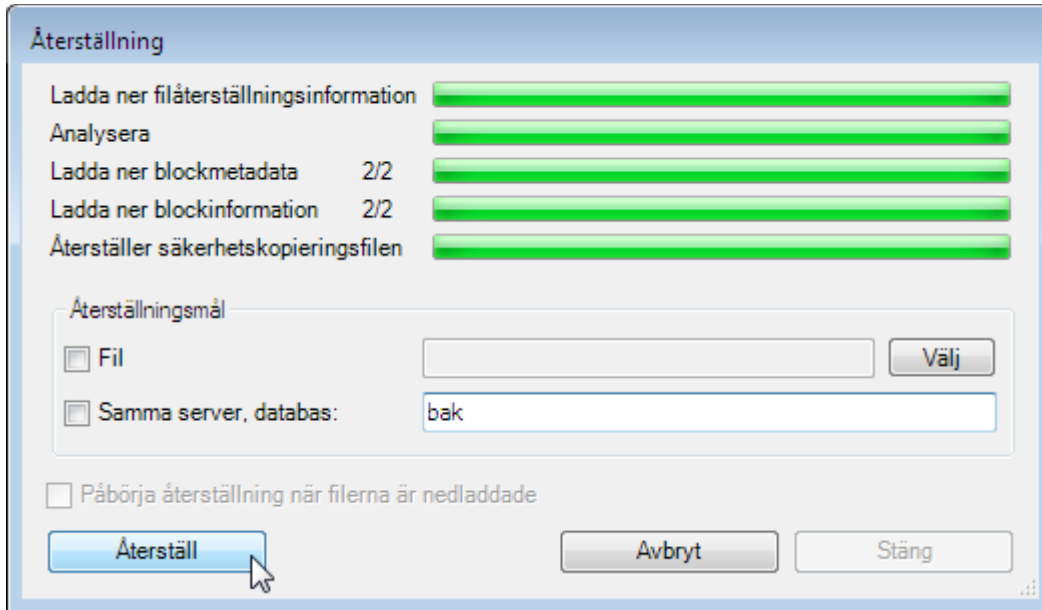 Återställning
Ladda ner filåterställningsinformation
Analysera
Ladda ner blockmetadata 2/2
Ladda ner blockinformation 2/2
Återställer säkerhetskopieringsfilen
Återställningsmål
Fil
Välj
Samma server, databas: bak
Påbörja återställning när filerna är nedladdade
Återställ Avbryt Stäng